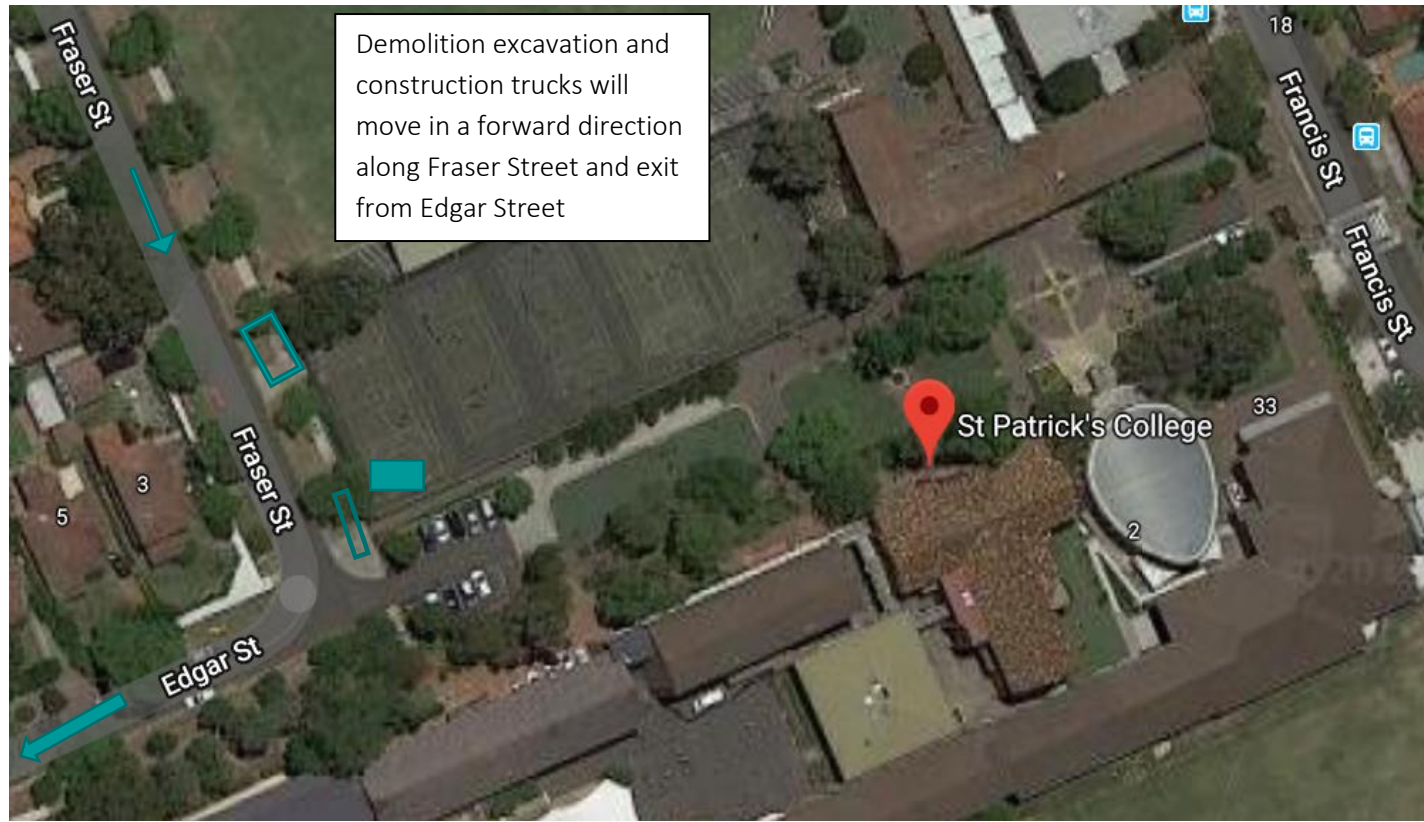 Fraser St
Demolition excavation and
construction trucks will
move in a forward direction
along Fraser Street and exit
from Edgar Street
18
Francis St
Francis St
St Patrick's College
33
Fraser St
3
5
2
Edgar St